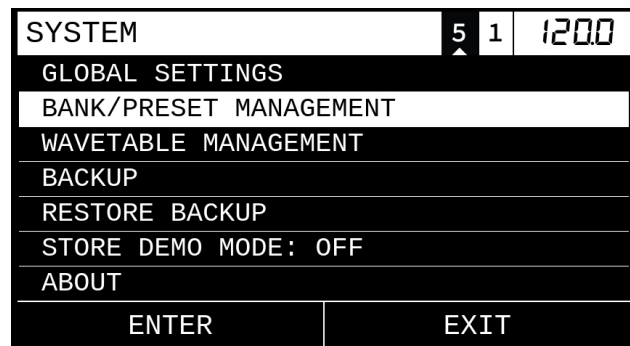 SYSTEM 5 1 120.0
GLOBAL SETTINGS
BANK/PRESET MANAGEMENT
WAVETABLE MANAGEMENT
BACKUP
RESTORE BACKUP
STORE DEMO MODE: OFF
ABOUT
ENTER EXIT